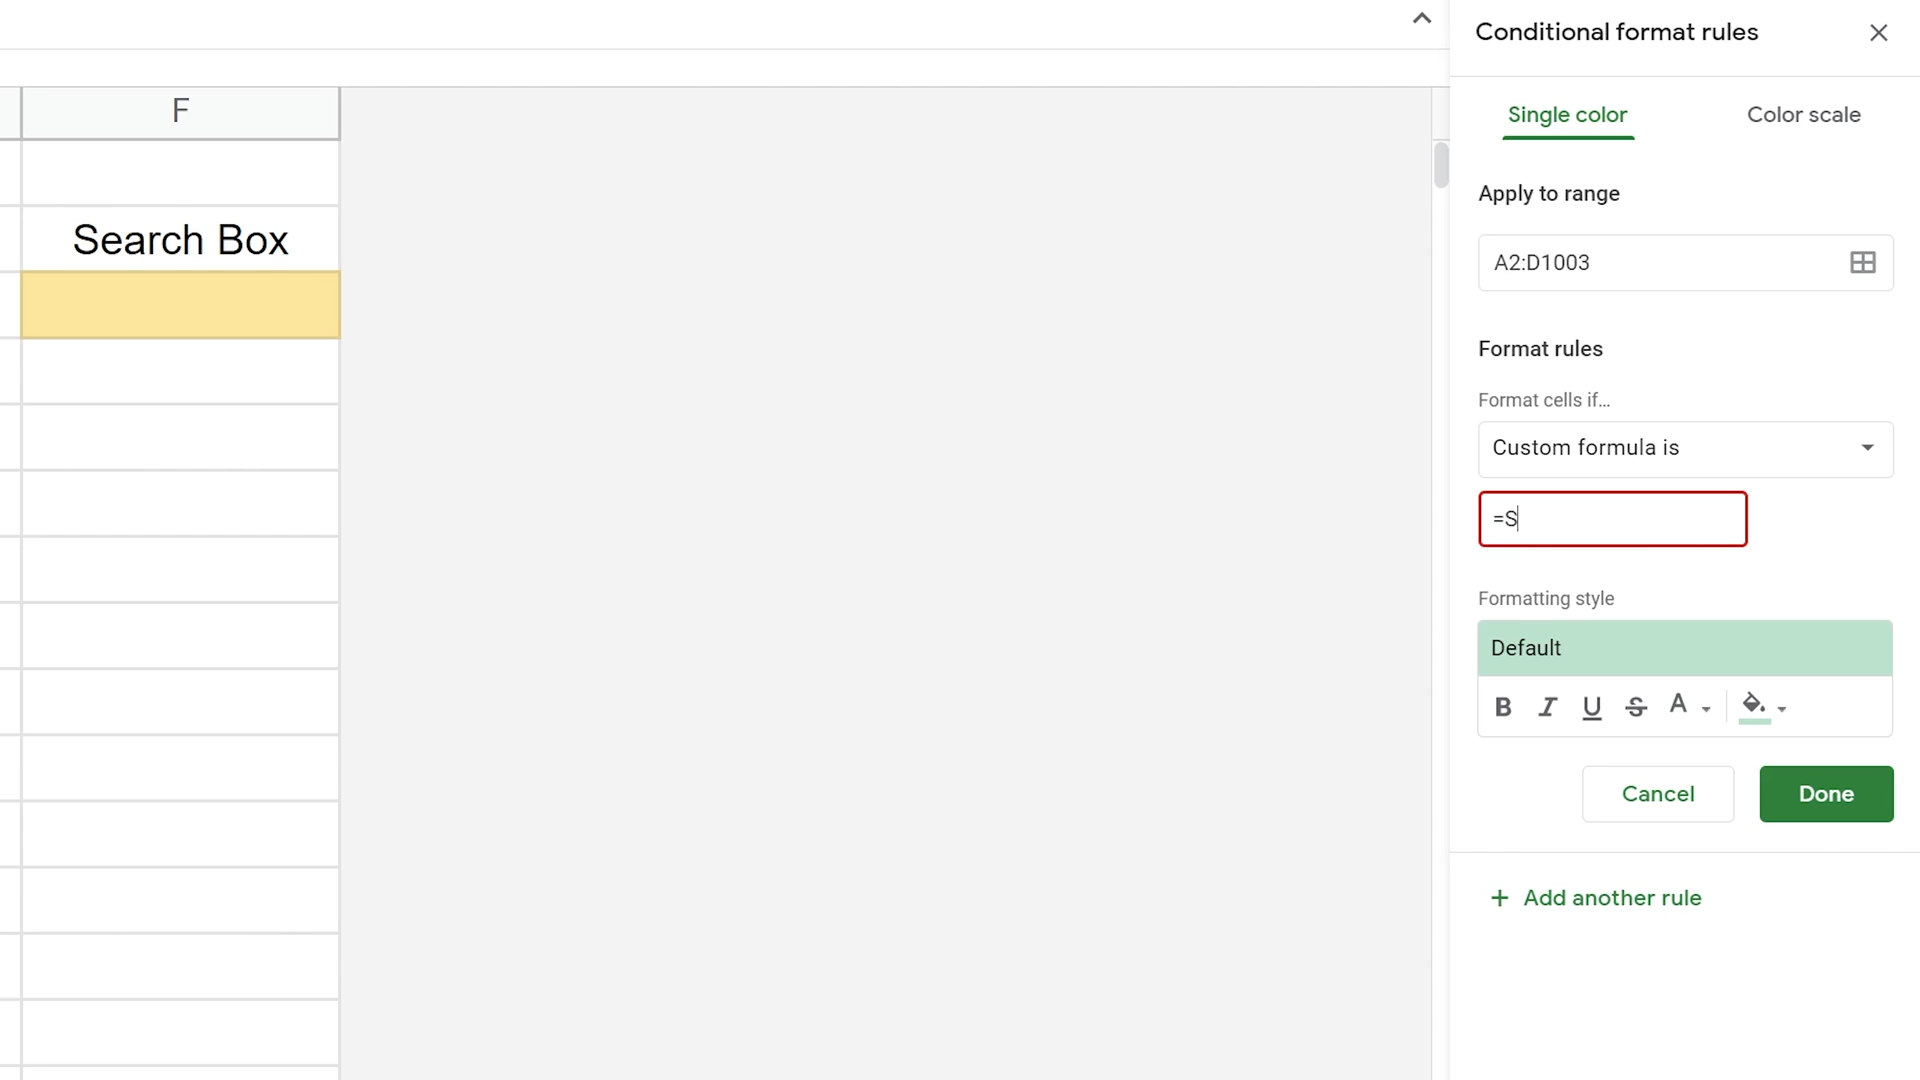 F
Search Box
Conditional format rules
Single color
Color scale
Apply to range
A2:D1003
Format rules
Format cells if…
Custom formula is
=S
Formatting style
Default
B I U S A
Cancel
Done
+ Add another rule